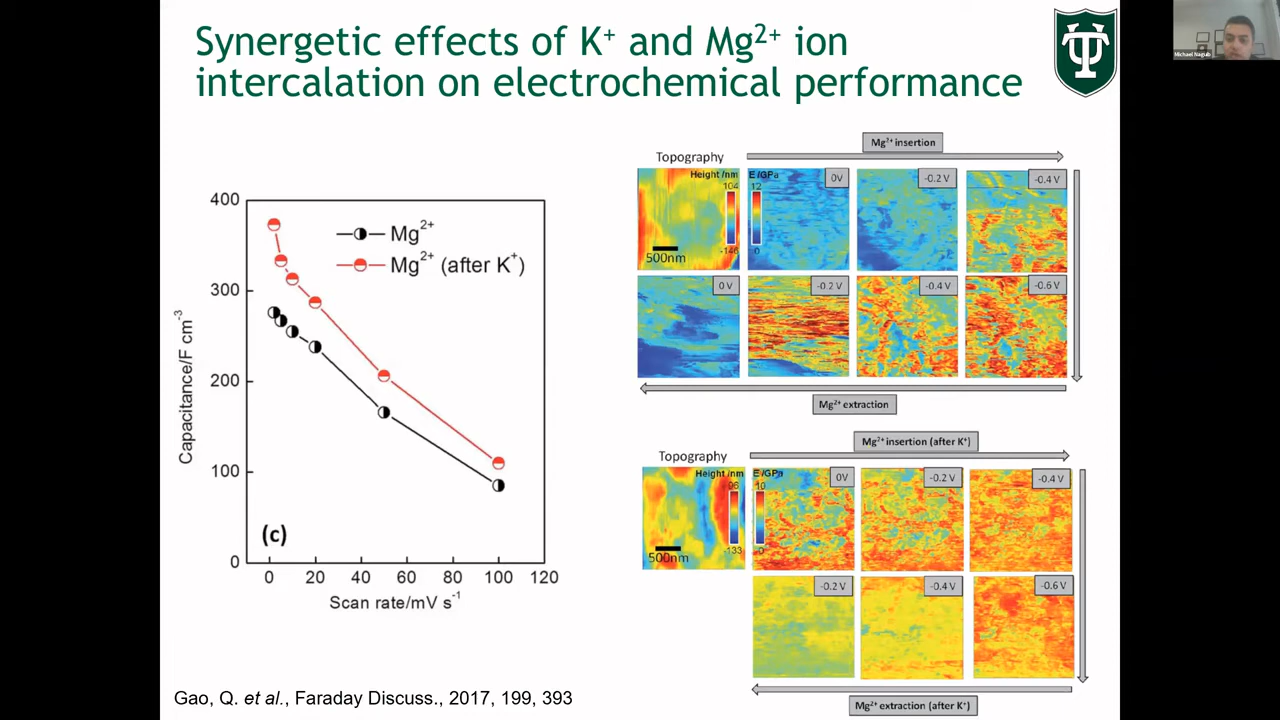 Synergetic effects of K⁺ and Mg²⁺ ion
intercalation on electrochemical performance
Michael Naguib
400
300
200
100
0
Capacitance/F cm⁻³
Mg²⁺
Mg²⁺ (after K⁺)
(c)
0 20 40 60 80 100 120
Scan rate/mV s⁻¹
Mg²⁺ insertion
Topography
Height /nm
104
-146
500nm
E /GPa
12
0
0V
-0.2 V
-0.4 V
0 V
-0.2 V
-0.4 V
-0.6 V
Mg²⁺ extraction
Mg²⁺ insertion (after K⁺)
Topography
Height /nm
96
-133
500nm
E /GPa
10
0
0V
-0.2 V
-0.4 V
-0.2 V
-0.4 V
-0.6 V
Mg²⁺ extraction (after K⁺)
Gao, Q. et al., Faraday Discuss., 2017, 199, 393